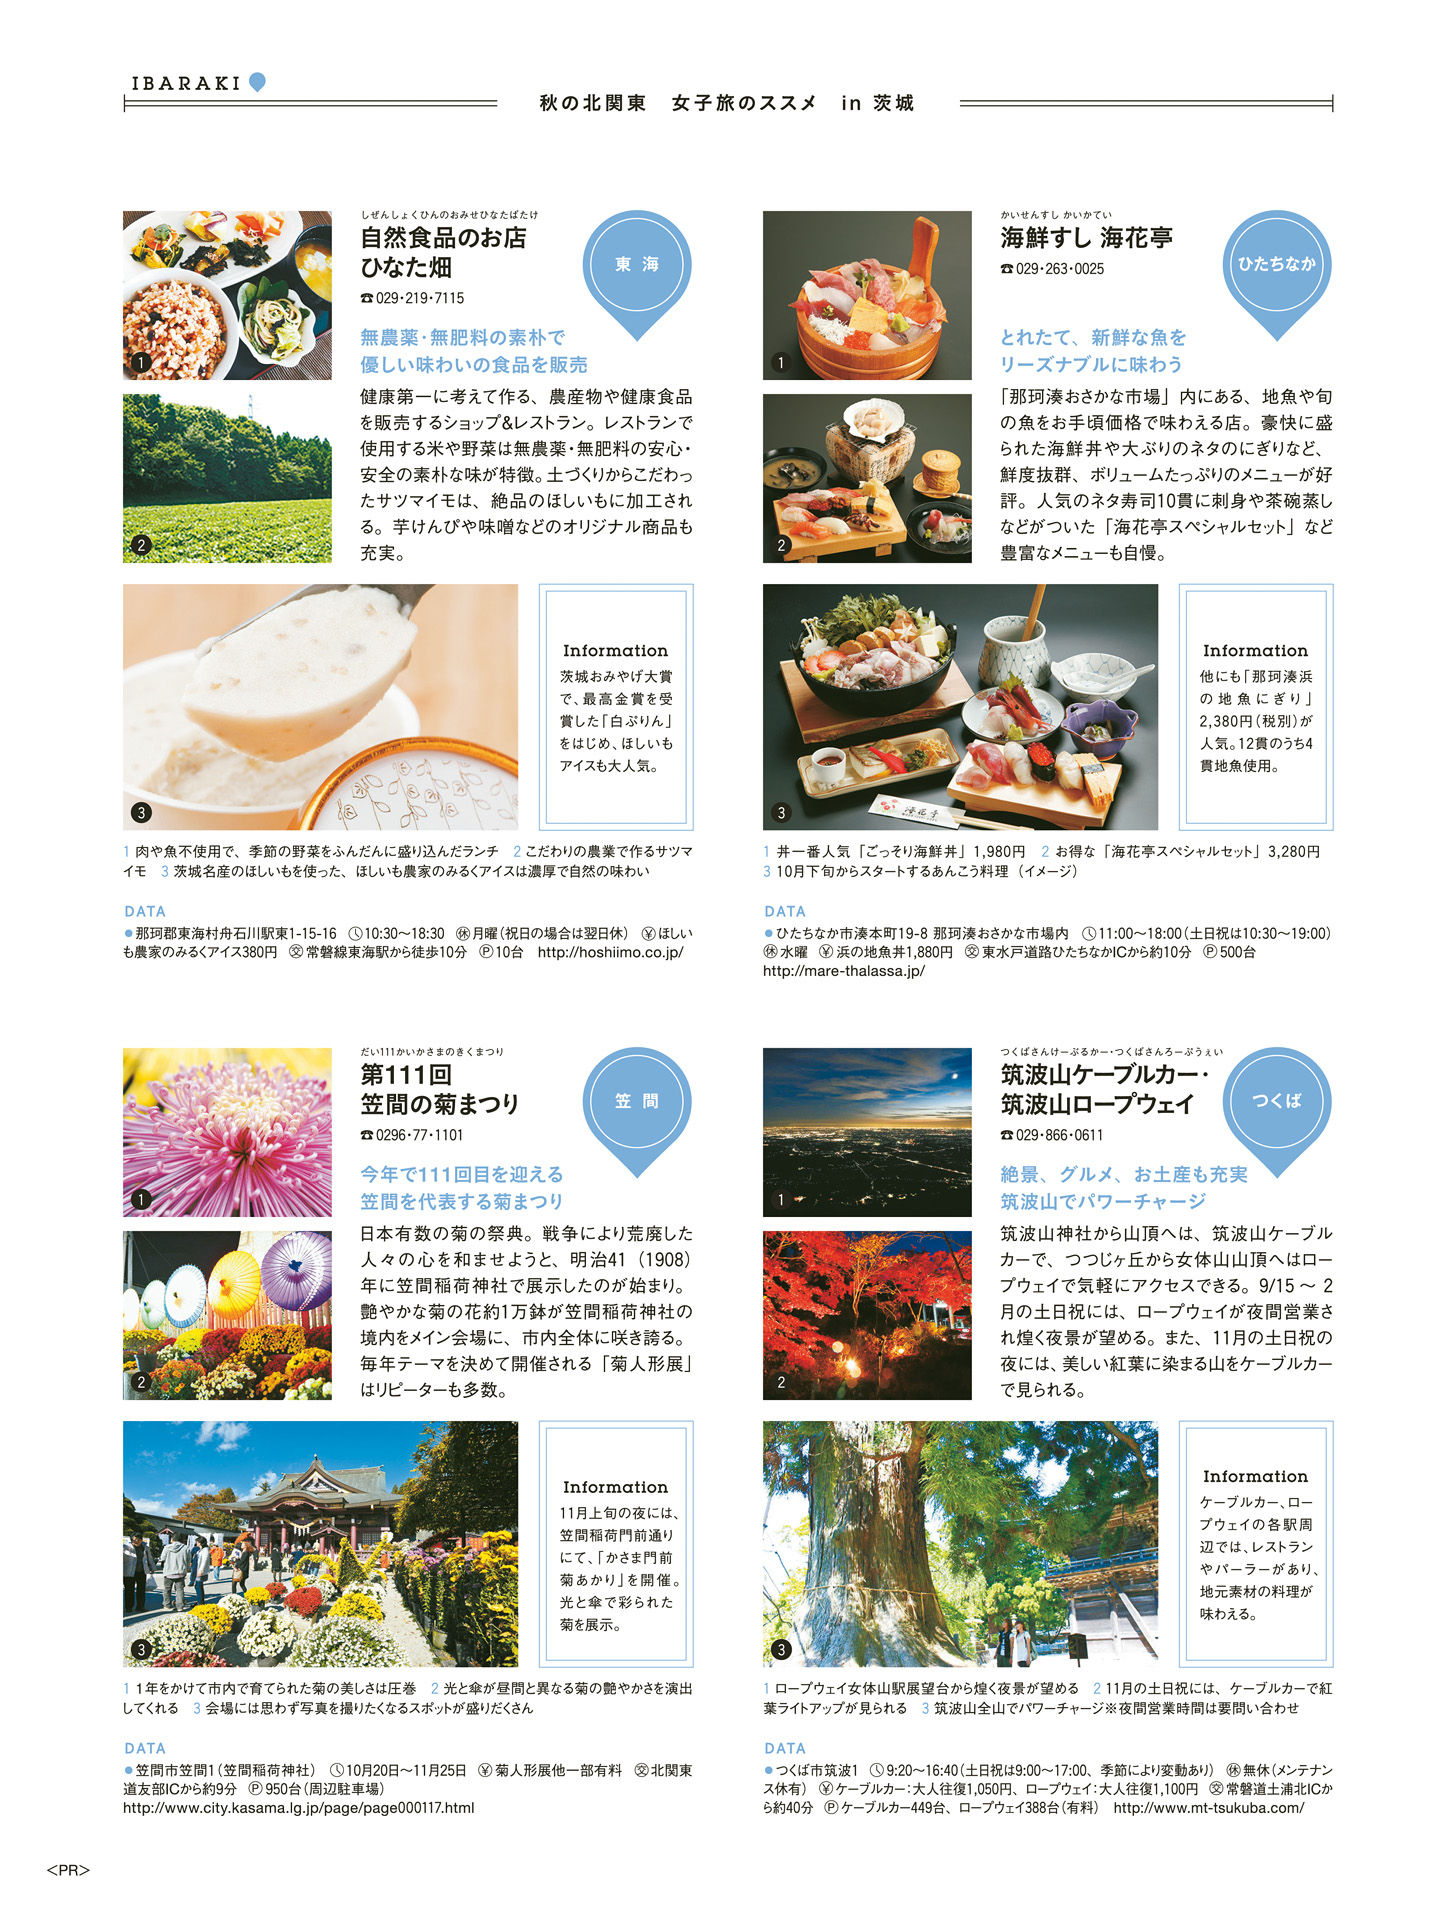 IBARAKI
秋の北関東　女子旅のススメ　in 茨城
しぜんしょくひんのおみせひなたばたけ
自然食品のお店
ひなた畑
☎029・219・7115
東 海
無農薬・無肥料の素朴で
優しい味わいの食品を販売
健康第一に考えて作る、農産物や健康食品
を販売するショップ&レストラン。レストランで
使用する米や野菜は無農薬・無肥料の安心・
安全の素朴な味が特徴。土づくりからこだわっ
たサツマイモは、絶品のほしいもに加工され
る。芋けんぴや味噌などのオリジナル商品も
充実。
1
2
3
Information
茨城おみやげ大賞
で、最高金賞を受
賞した「白ぷりん」
をはじめ、ほしいも
アイスも大人気。
1 肉や魚不使用で、季節の野菜をふんだんに盛り込んだランチ　2 こだわりの農業で作るサツマ
イモ　3 茨城名産のほしいもを使った、ほしいも農家のみるくアイスは濃厚で自然の味わい
DATA
●那珂郡東海村舟石川駅東1-15-16　🕔10:30〜18:30　㊡月曜（祝日の場合は翌日休）　¥ほしい
も農家のみるくアイス380円　交常磐線東海駅から徒歩10分　Ⓟ10台　http://hoshiimo.co.jp/
かいせんすし かいかてい
海鮮すし 海花亭
☎029・263・0025
ひたちなか
とれたて、新鮮な魚を
リーズナブルに味わう
「那珂湊おさかな市場」内にある、地魚や旬
の魚をお手頃価格で味わえる店。豪快に盛
られた海鮮丼や大ぶりのネタのにぎりなど、
鮮度抜群、ボリュームたっぷりのメニューが好
評。人気のネタ寿司10貫に刺身や茶碗蒸し
などがついた「海花亭スペシャルセット」など
豊富なメニューも自慢。
1
2
3
海花亭
Information
他にも「那珂湊浜
の地魚にぎり」
2,380円（税別）が
人気。12貫のうち4
貫地魚使用。
1 丼一番人気「ごっそり海鮮丼」1,980円　2 お得な「海花亭スペシャルセット」3,280円
3 10月下旬からスタートするあんこう料理（イメージ）
DATA
●ひたちなか市湊本町19-8 那珂湊おさかな市場内　🕔11:00〜18:00（土日祝は10:30〜19:00）
㊡水曜　¥浜の地魚丼1,880円　交東水戸道路ひたちなかICから約10分　Ⓟ500台
http://mare-thalassa.jp/
だい111かいかさまのきくまつり
第111回
笠間の菊まつり
☎0296・77・1101
笠 間
今年で111回目を迎える
笠間を代表する菊まつり
日本有数の菊の祭典。戦争により荒廃した
人々の心を和ませようと、明治41（1908）
年に笠間稲荷神社で展示したのが始まり。
艶やかな菊の花約1万鉢が笠間稲荷神社の
境内をメイン会場に、市内全体に咲き誇る。
毎年テーマを決めて開催される「菊人形展」
はリピーターも多数。
1
2
3
Information
11月上旬の夜には、
笠間稲荷門前通り
にて、「かさま門前
菊あかり」を開催。
光と傘で彩られた
菊を展示。
1 1年をかけて市内で育てられた菊の美しさは圧巻　2 光と傘が昼間と異なる菊の艶やかさを演出
してくれる　3 会場には思わず写真を撮りたくなるスポットが盛りだくさん
DATA
●笠間市笠間1（笠間稲荷神社）　🕔10月20日〜11月25日　¥菊人形展他一部有料　交北関東
道友部ICから約9分　Ⓟ950台（周辺駐車場）
http://www.city.kasama.lg.jp/page/page000117.html
つくばさんけーぶるかー・つくばさんろーぷうぇい
筑波山ケーブルカー・
筑波山ロープウェイ
☎029・866・0611
つくば
絶景、グルメ、お土産も充実
筑波山でパワーチャージ
筑波山神社から山頂へは、筑波山ケーブル
カーで、つつじヶ丘から女体山山頂へはロー
プウェイで気軽にアクセスできる。9/15 〜 2
月の土日祝には、ロープウェイが夜間営業さ
れ煌く夜景が望める。また、11月の土日祝の
夜には、美しい紅葉に染まる山をケーブルカー
で見られる。
1
2
3
Information
ケーブルカー、ロー
プウェイの各駅周
辺では、レストラン
やパーラーがあり、
地元素材の料理が
味わえる。
1 ロープウェイ女体山駅展望台から煌く夜景が望める　2 11月の土日祝には、ケーブルカーで紅
葉ライトアップが見られる　3 筑波山全山でパワーチャージ※夜間営業時間は要問い合わせ
DATA
●つくば市筑波1　🕔9:20〜16:40（土日祝は9:00〜17:00、季節により変動あり）　㊡無休（メンテナン
ス休有）　¥ケーブルカー：大人往復1,050円、ロープウェイ：大人往復1,100円　交常磐道土浦北ICか
ら約40分　Ⓟケーブルカー449台、ロープウェイ388台（有料）　http://www.mt-tsukuba.com/
<PR>